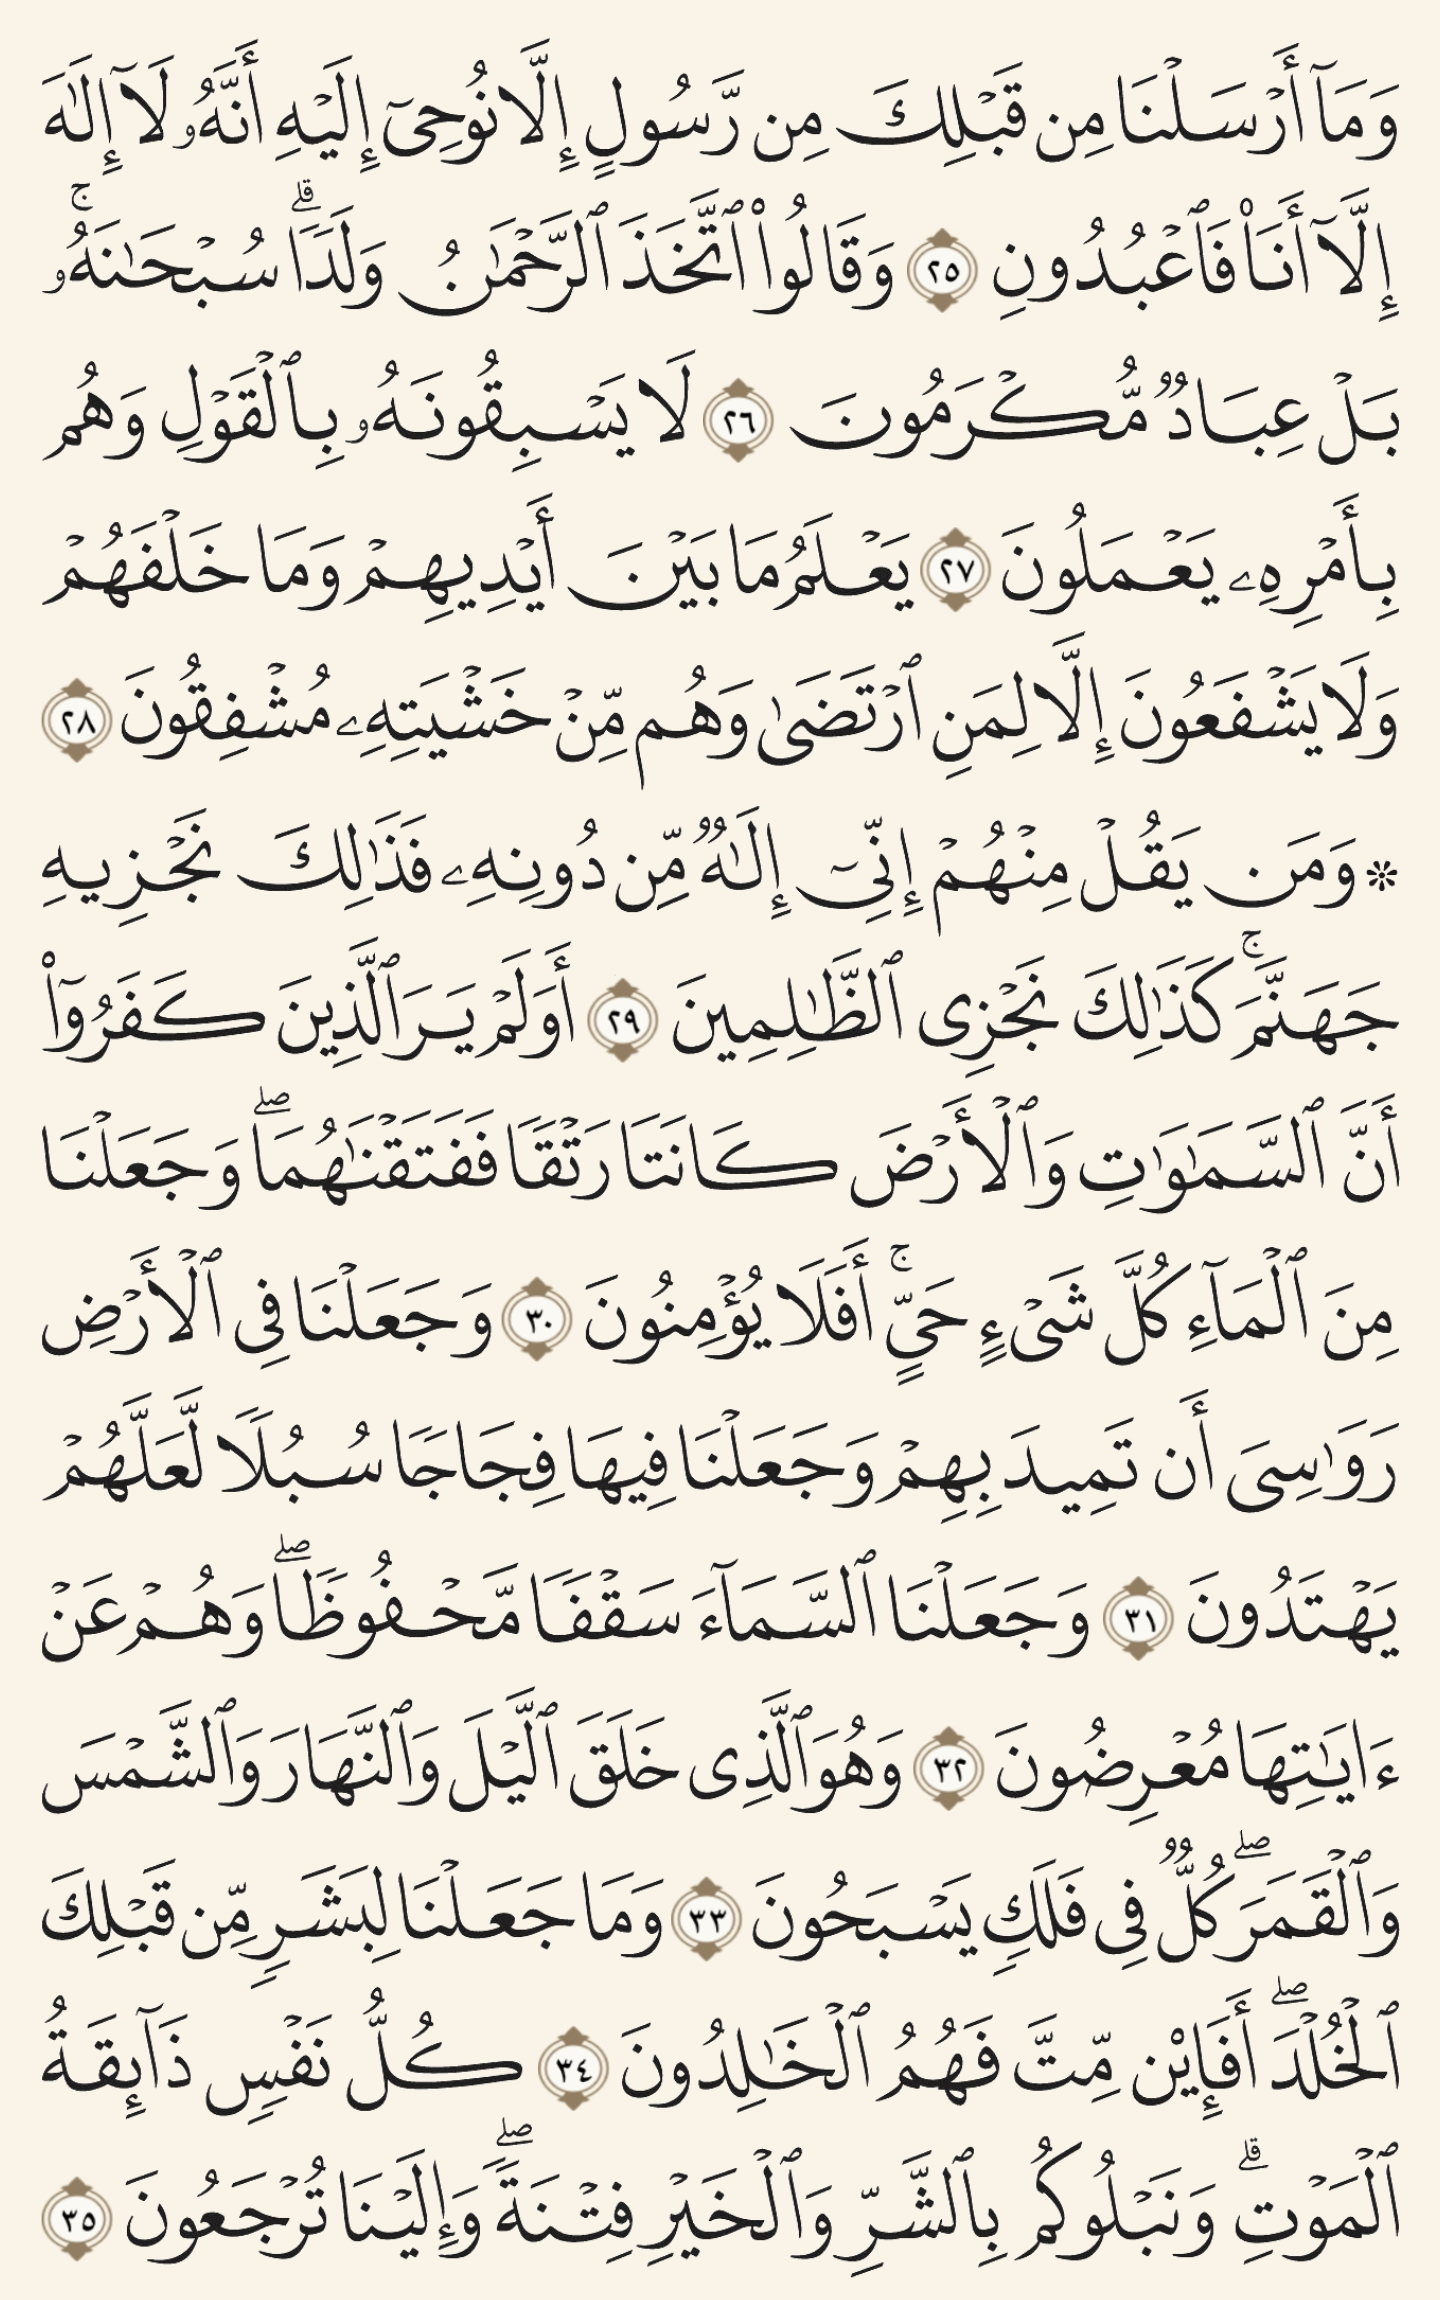 وَمَآ أَرْسَلْنَا مِن قَبْلِكَ مِن رَّسُولٍ إِلَّا نُوحِىٓ إِلَيْهِ أَنَّهُۥ لَآ إِلَٰهَ
إِلَّآ أَنَا۠ فَٱعْبُدُونِ ٢٥ وَقَالُوا۟ ٱتَّخَذَ ٱلرَّحْمَٰنُ وَلَدًاۗ سُبْحَٰنَهُۥۚ
بَلْ عِبَادٌ مُّكْرَمُونَ ٢٦ لَا يَسْبِقُونَهُۥ بِٱلْقَوْلِ وَهُم
بِأَمْرِهِۦ يَعْمَلُونَ ٢٧ يَعْلَمُ مَا بَيْنَ أَيْدِيهِمْ وَمَا خَلْفَهُمْ
وَلَا يَشْفَعُونَ إِلَّا لِمَنِ ٱرْتَضَىٰ وَهُم مِّنْ خَشْيَتِهِۦ مُشْفِقُونَ ٢٨
۞ وَمَن يَقُلْ مِنْهُمْ إِنِّىٓ إِلَٰهٌ مِّن دُونِهِۦ فَذَٰلِكَ نَجْزِيهِ
جَهَنَّمَۚ كَذَٰلِكَ نَجْزِى ٱلظَّٰلِمِينَ ٢٩ أَوَلَمْ يَرَ ٱلَّذِينَ كَفَرُوٓا۟
أَنَّ ٱلسَّمَٰوَٰتِ وَٱلْأَرْضَ كَانَتَا رَتْقًا فَفَتَقْنَٰهُمَاۖ وَجَعَلْنَا
مِنَ ٱلْمَآءِ كُلَّ شَىْءٍ حَىٍّۚ أَفَلَا يُؤْمِنُونَ ٣٠ وَجَعَلْنَا فِى ٱلْأَرْضِ
رَوَٰسِىَ أَن تَمِيدَ بِهِمْ وَجَعَلْنَا فِيهَا فِجَاجًا سُبُلًا لَّعَلَّهُمْ
يَهْتَدُونَ ٣١ وَجَعَلْنَا ٱلسَّمَآءَ سَقْفًا مَّحْفُوظًاۖ وَهُمْ عَنْ
ءَايَٰتِهَا مُعْرِضُونَ ٣٢ وَهُوَ ٱلَّذِى خَلَقَ ٱلَّيْلَ وَٱلنَّهَارَ وَٱلشَّمْسَ
وَٱلْقَمَرَۖ كُلٌّ فِى فَلَكٍ يَسْبَحُونَ ٣٣ وَمَا جَعَلْنَا لِبَشَرٍ مِّن قَبْلِكَ
ٱلْخُلْدَۖ أَفَإِي۟ن مِّتَّ فَهُمُ ٱلْخَٰلِدُونَ ٣٤ كُلُّ نَفْسٍ ذَآئِقَةُ
ٱلْمَوْتِۗ وَنَبْلُوكُم بِٱلشَّرِّ وَٱلْخَيْرِ فِتْنَةًۖ وَإِلَيْنَا تُرْجَعُونَ ٣٥